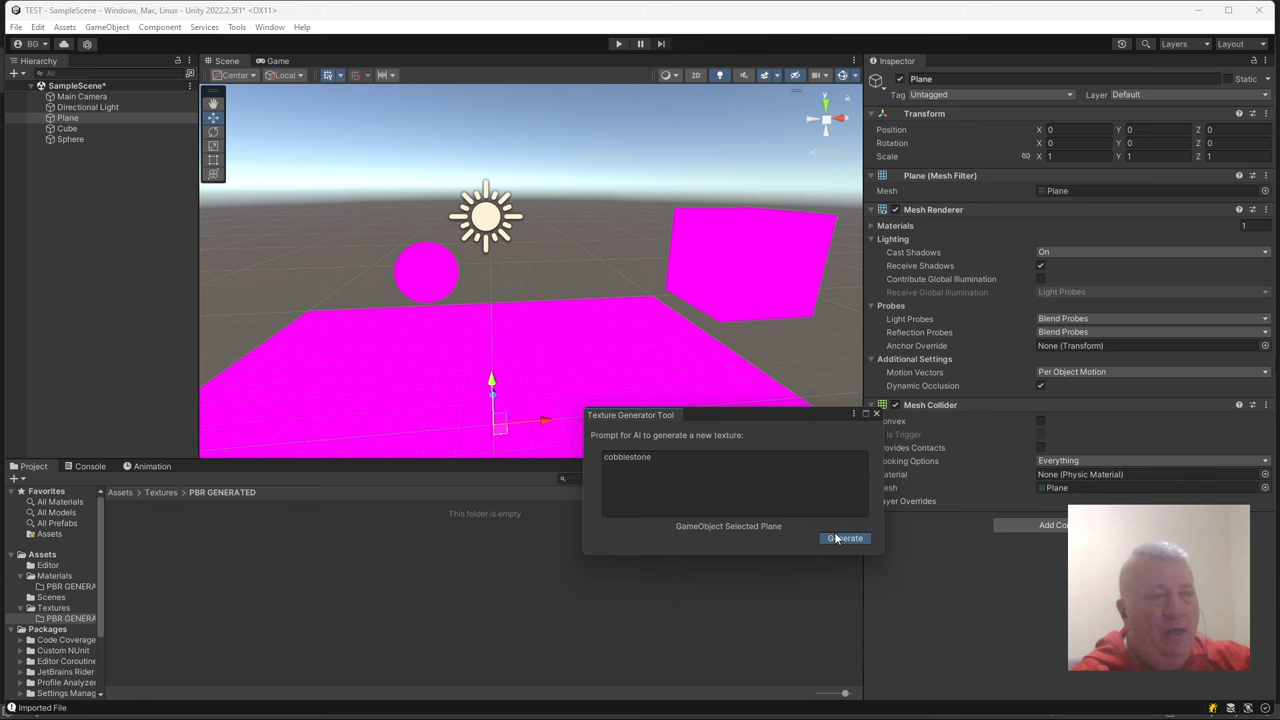 TEST - SampleScene - Windows, Mac, Linux - Unity 2022.2.5f1* <DX11>
File Edit Assets GameObject Component Services Tools Window Help
BG Layers Layout
Hierarchy
All
SampleScene*
Main Camera
Directional Light
Plane
Cube
Sphere
Scene Game
Center Local 2D
y
x
Inspector
Plane Static
Tag Untagged Layer Default
Transform
Position X 0 Y 0 Z 0
Rotation X 0 Y 0 Z 0
Scale X 1 Y 1 Z 1
Plane (Mesh Filter)
Mesh Plane
Mesh Renderer
Materials 1
Lighting
Cast Shadows On
Receive Shadows
Contribute Global Illumination
Receive Global Illumination Light Probes
Probes
Light Probes Blend Probes
Reflection Probes Blend Probes
Anchor Override None (Transform)
Additional Settings
Motion Vectors Per Object Motion
Dynamic Occlusion
Mesh Collider
Convex
Is Trigger
Provides Contacts
ooking Options Everything
aterial None (Physic Material)
esh Plane
ayer Overrides
Add Co
Texture Generator Tool
Prompt for AI to generate a new texture:
cobblestone
GameObject Selected Plane
Generate
Project Console Animation
Favorites
All Materials
All Models
All Prefabs
Assets
Assets
Editor
Materials
PBR GENERA
Scenes
Textures
PBR GENERA
Packages
Code Coverage
Custom NUnit
Editor Coroutine
JetBrains Rider
Profile Analyzer
Settings Manag
Assets Textures PBR GENERATED
This folder is empty
Imported File